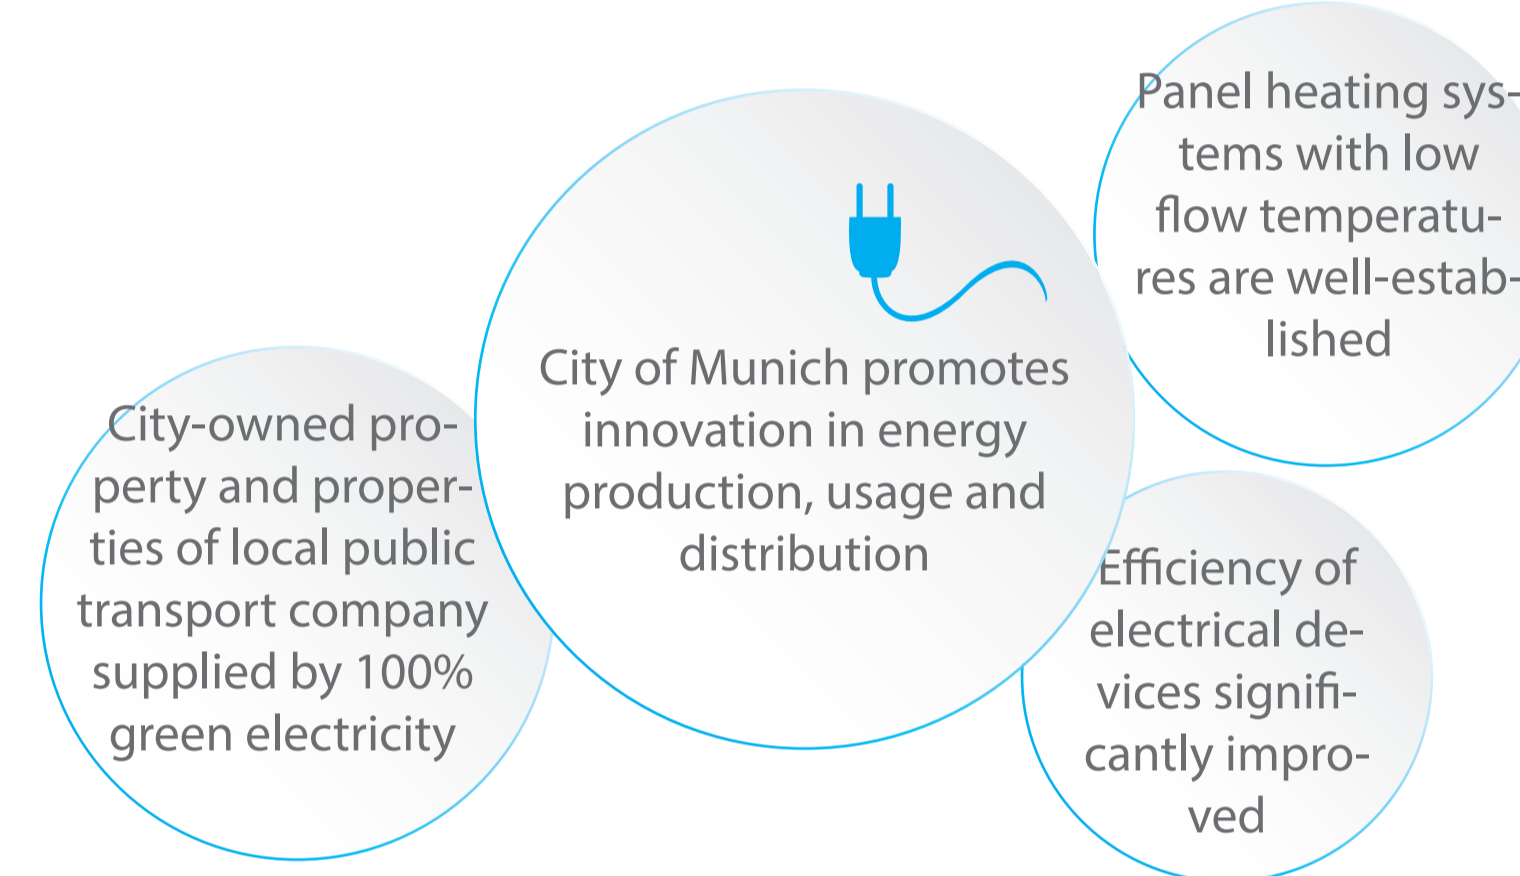 Panel heating sys-
tems with low
flow temperatu-
res are well-estab-
lished
City of Munich promotes
innovation in energy
production, usage and
distribution
City-owned pro-
perty and proper-
ties of local public
transport company
supplied by 100%
green electricity
Efficiency of
electrical de-
vices signifi-
cantly impro-
ved